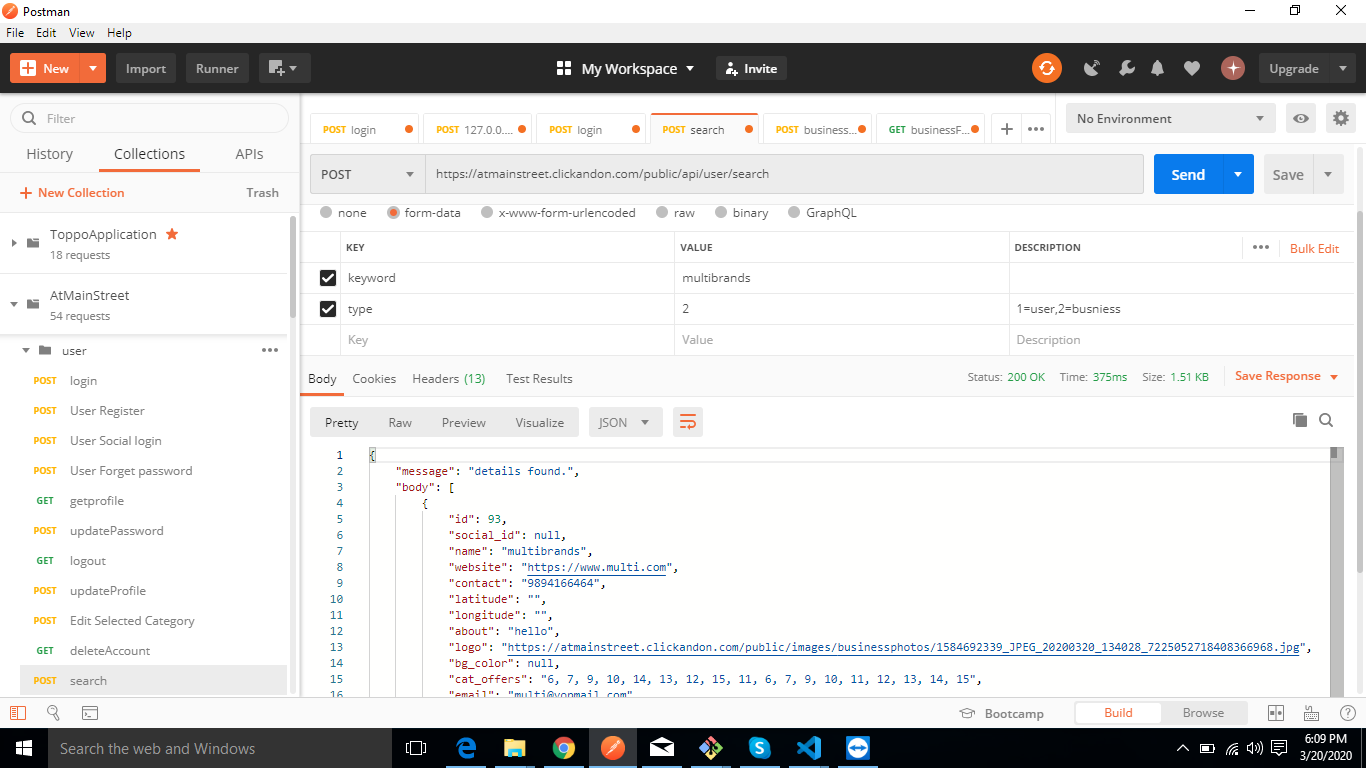 Postman
File Edit View Help
New Import Runner My Workspace Invite Upgrade
Filter
History Collections APIs
New Collection Trash
ToppoApplication
18 requests
AtMainStreet
54 requests
user
POST login
POST User Register
POST User Social login
POST User Forget password
GET getprofile
POST updatePassword
GET logout
POST updateProfile
POST Edit Selected Category
GET deleteAccount
POST search
POST login POST 127.0.0.... POST login POST search POST business... GET businessF...
No Environment
POST https://atmainstreet.clickandon.com/public/api/user/search Send Save
none form-data x-www-form-urlencoded raw binary GraphQL
KEY VALUE DESCRIPTION Bulk Edit
keyword multibrands
type 2 1=user,2=busniess
Key Value Description
Body Cookies Headers (13) Test Results Status: 200 OK Time: 375ms Size: 1.51 KB Save Response
Pretty Raw Preview Visualize JSON
1 {
2 "message": "details found.",
3 "body": [
4 {
5 "id": 93,
6 "social_id": null,
7 "name": "multibrands",
8 "website": "https://www.multi.com",
9 "contact": "9894166464",
10 "latitude": "",
11 "longitude": "",
12 "about": "hello",
13 "logo": "https://atmainstreet.clickandon.com/public/images/businessphotos/1584692339_JPEG_20200320_134028_7225052718408366968.jpg",
14 "bg_color": null,
15 "cat_offers": "6, 7, 9, 10, 14, 13, 12, 15, 11, 6, 7, 9, 10, 11, 12, 13, 14, 15",
16 "email": "multi@yopmail.com"
Bootcamp Build Browse
Search the web and Windows
6:09 PM
3/20/2020